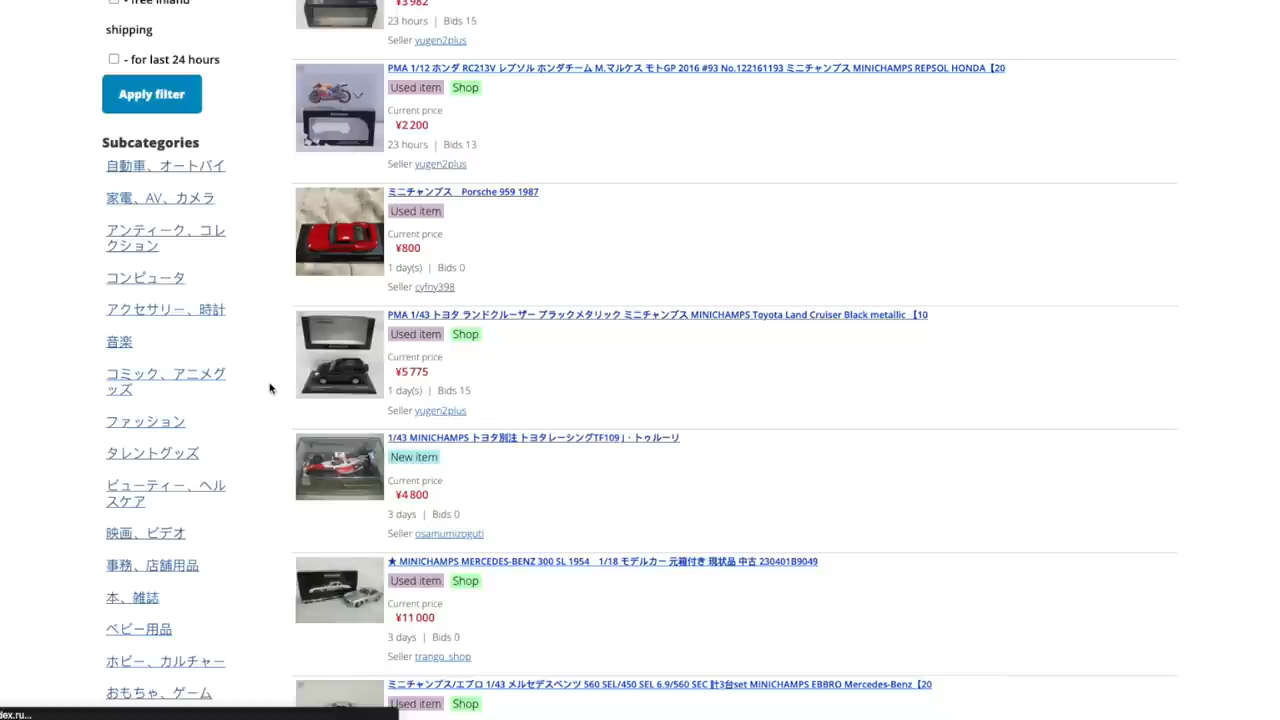 - free inland
shipping
- for last 24 hours
Apply filter
Subcategories
自動車、オートバイ
家電、AV、カメラ
アンティーク、コレ
クション
コンピュータ
アクセサリー、時計
音楽
コミック、アニメグ
ッズ
ファッション
タレントグッズ
ビューティー、ヘル
スケア
映画、ビデオ
事務、店舗用品
本、雑誌
ベビー用品
ホビー、カルチャー
おもちゃ、ゲーム
¥3 982
23 hours | Bids 15
Seller yugen2plus
PMA 1/12 ホンダ RC213V レプソル ホンダチーム M.マルケス モトGP 2016 #93 No.122161193 ミニチャンプス MINICHAMPS REPSOL HONDA【20
Used item Shop
Current price
¥2 200
23 hours | Bids 13
Seller yugen2plus
ミニチャンプス　Porsche 959 1987
Used item
Current price
¥800
1 day(s) | Bids 0
Seller cyfny398
PMA 1/43 トヨタ ランドクルーザー ブラックメタリック ミニチャンプス MINICHAMPS Toyota Land Cruiser Black metallic 【10
Used item Shop
Current price
¥5 775
1 day(s) | Bids 15
Seller yugen2plus
1/43 MINICHAMPS トヨタ別注 トヨタレーシングTF109 J・トゥルーリ
New item
Current price
¥4 800
3 days | Bids 0
Seller osamumizoguti
★ MINICHAMPS MERCEDES-BENZ 300 SL 1954　1/18 モデルカー 元箱付き 現状品 中古 230401B9049
Used item Shop
Current price
¥11 000
3 days | Bids 0
Seller trango_shop
ミニチャンプス/エブロ 1/43 メルセデスベンツ 560 SEL/450 SEL 6.9/560 SEC 計3台set MINICHAMPS EBBRO Mercedes-Benz【20
Used item Shop
dex.ru...